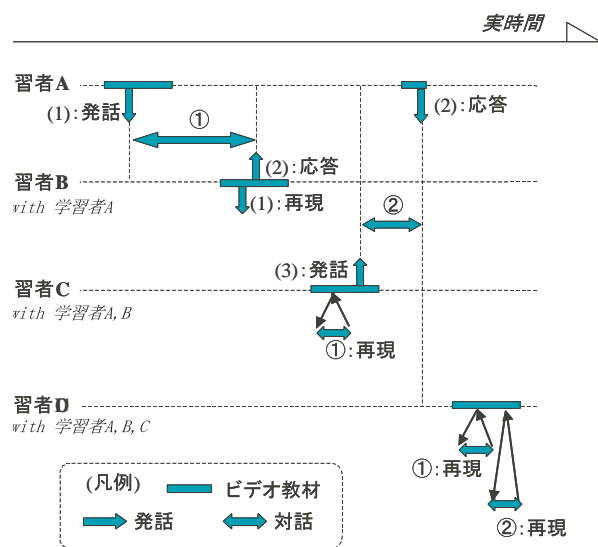 実時間
習者A
(1):発話
①
(2):応答
(2):応答
習者B
with 学習者A
(1):再現
②
(3):発話
習者C
with 学習者A,B
①:再現
習者D
with 学習者A,B,C
①:再現
②:再現
(凡例)
ビデオ教材
発話
対話